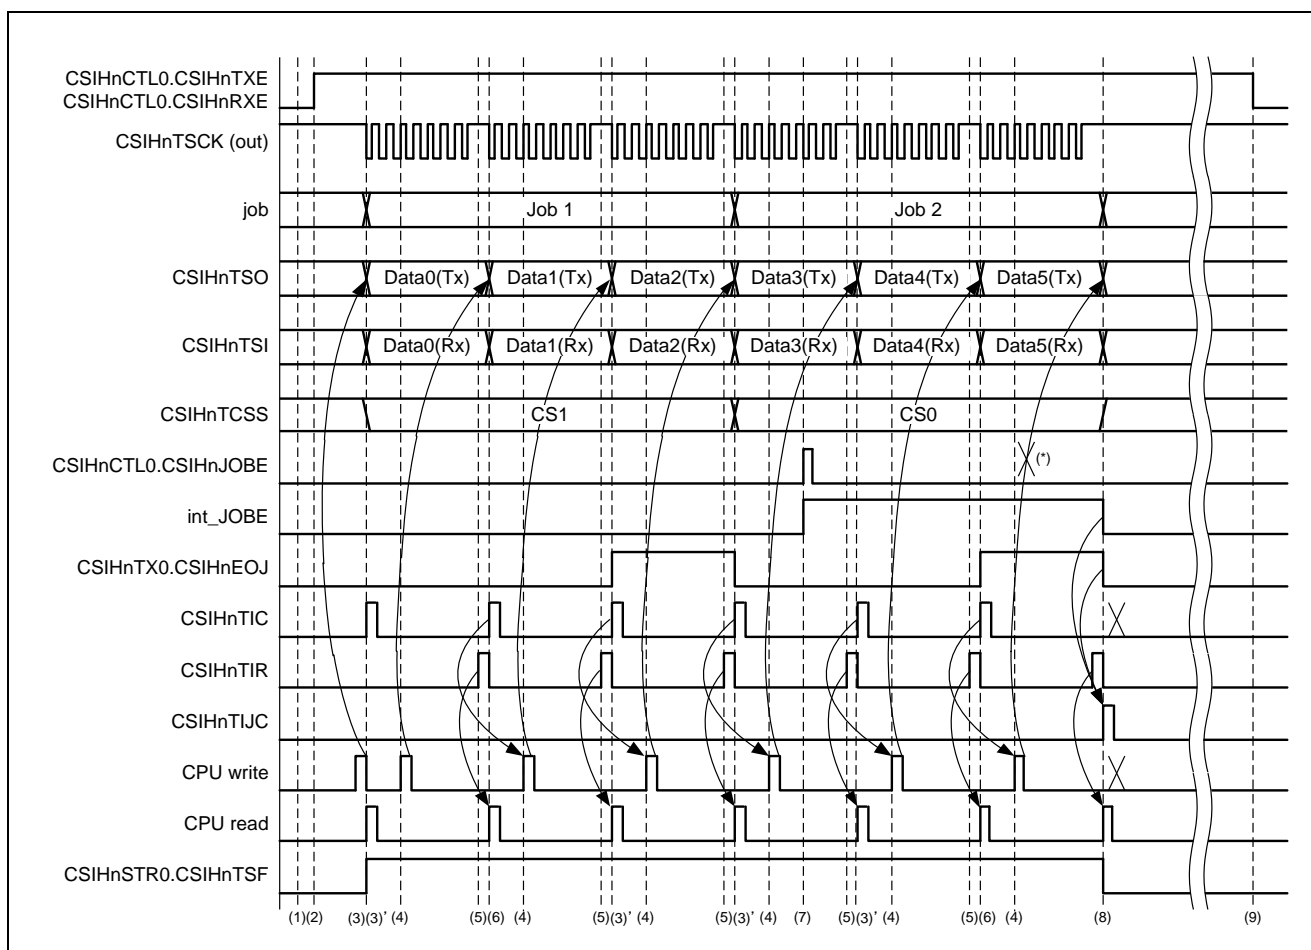 CSIHnCTL0.CSIHnTXE
CSIHnCTL0.CSIHnRXE
CSIHnTSCK (out)
job
Job 1
Job 2
CSIHnTSO
Data0(Tx)
Data1(Tx)
Data2(Tx)
Data3(Tx)
Data4(Tx)
Data5(Tx)
CSIHnTSI
Data0(Rx)
Data1(Rx)
Data2(Rx)
Data3(Rx)
Data4(Rx)
Data5(Rx)
CSIHnTCSS
CS1
CS0
CSIHnCTL0.CSIHnJOBE
(*)
int_JOBE
CSIHnTX0.CSIHnEOJ
CSIHnTIC
CSIHnTIR
CSIHnTIJC
CPU write
CPU read
CSIHnSTR0.CSIHnTSF
(1)(2) (3)(3)' (4) (5)(6) (4) (5)(3)' (4) (5)(3)' (4) (7) (5)(3)' (4) (5)(6) (4) (8) (9)